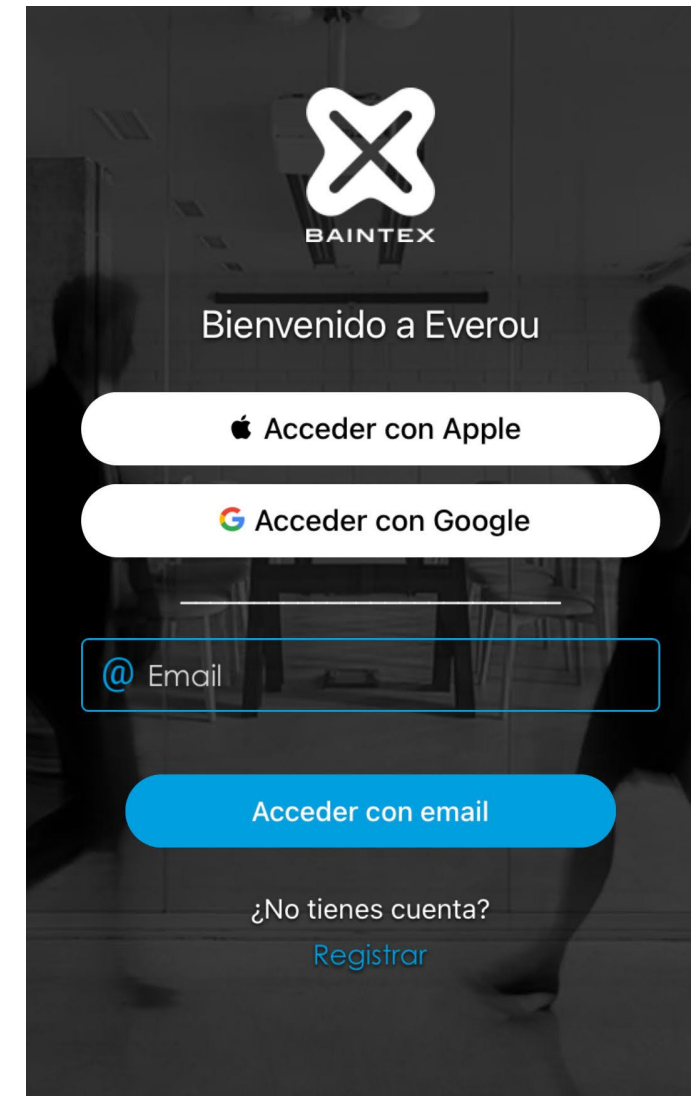 BAINTEX
Bienvenido a Everou
Acceder con Apple
Acceder con Google
@ Email
Acceder con email
¿No tienes cuenta?
Registrar